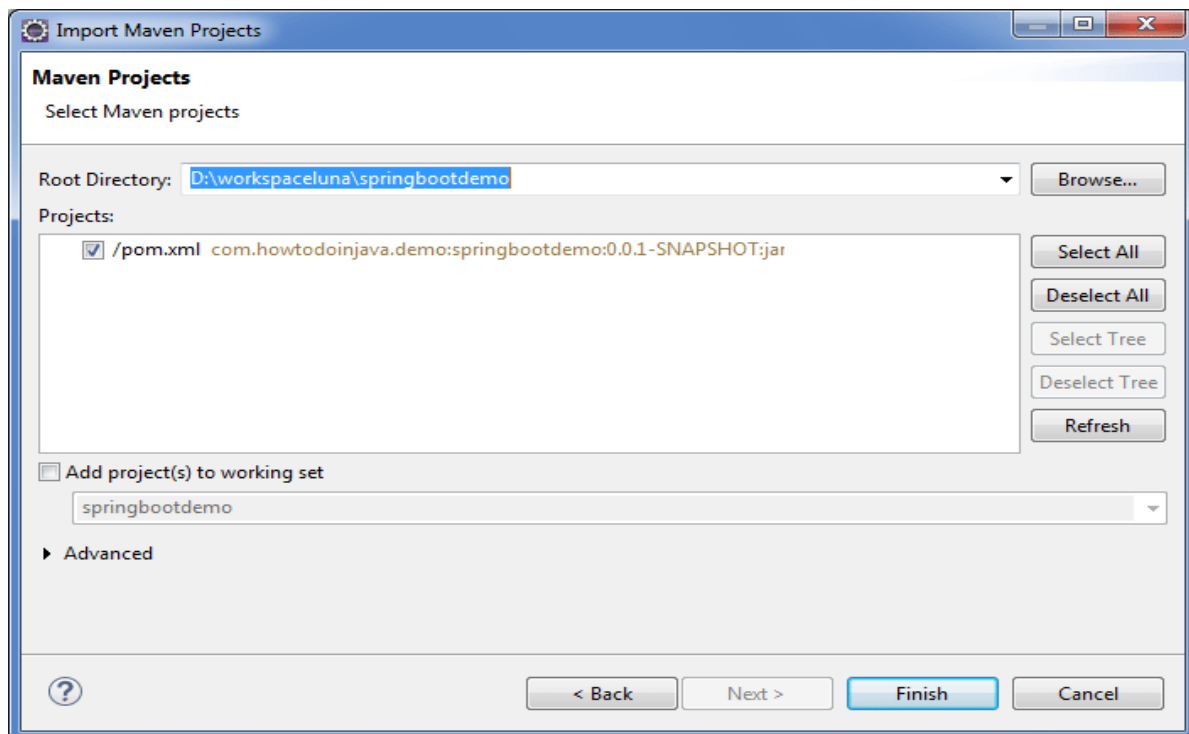 Import Maven Projects
Maven Projects
Select Maven projects
Root Directory: D:\workspaceluna\springbootdemo Browse...
Projects:
/pom.xml com.howtodoinjava.demo:springbootdemo:0.0.1-SNAPSHOT:jar
Select All
Deselect All
Select Tree
Deselect Tree
Refresh
Add project(s) to working set
springbootdemo
Advanced
? < Back Next > Finish Cancel